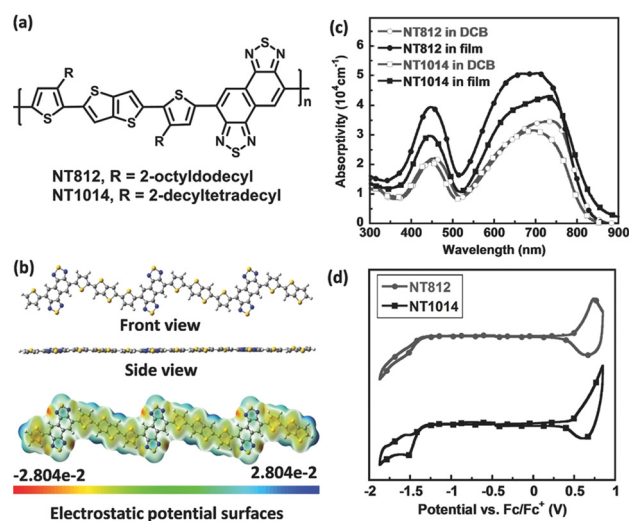 (a)
R
S
S
S
S
R
N
S
N
N
S
N
n
NT812, R = 2-octyldodecyl
NT1014, R = 2-decyltetradecyl
(b)
Front view
Side view
-2.804e-2
2.804e-2
Electrostatic potential surfaces
(c)
NT812 in DCB
NT812 in film
NT1014 in DCB
NT1014 in film
Absorptivity (10⁴cm⁻¹)
7
6
5
4
3
2
1
0
300 400 500 600 700 800 900
Wavelength (nm)
(d)
NT812
NT1014
-2 -1.5 -1 -0.5 0 0.5 1
Potential vs. Fc/Fc⁺ (V)